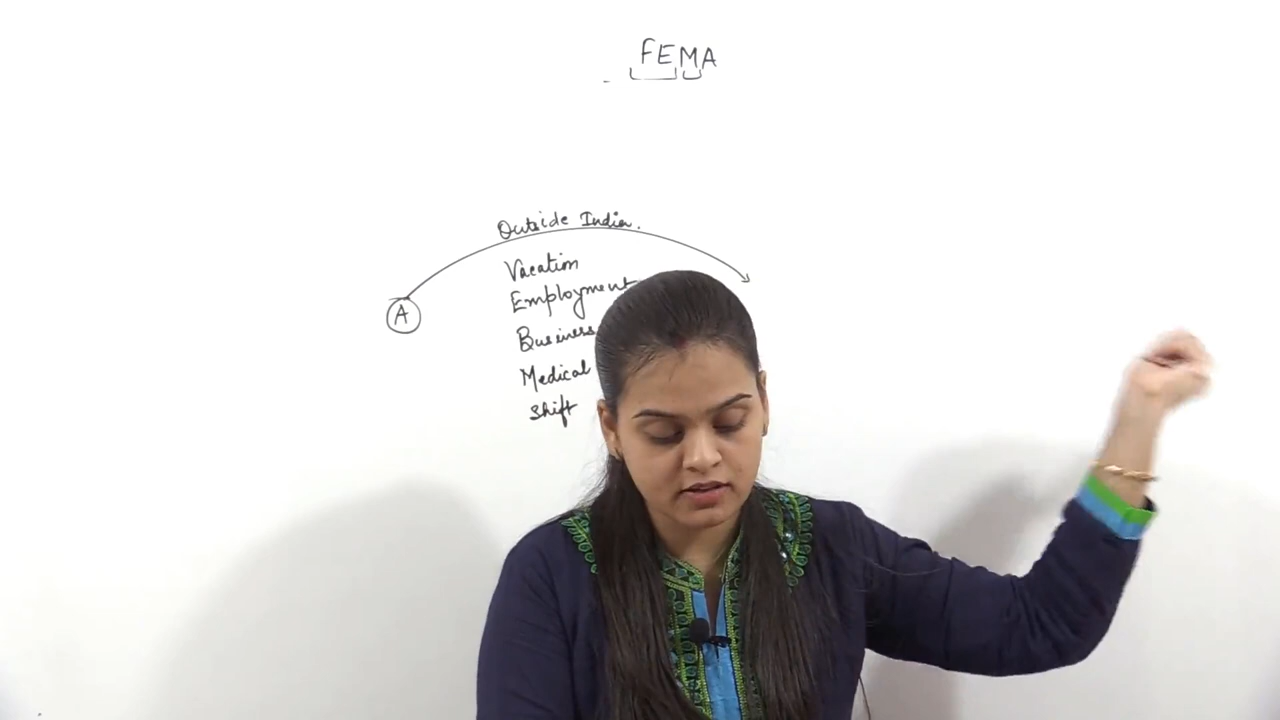 FEMA
Outside India.
Vacation
Employment
A
Business
Medical
Shift